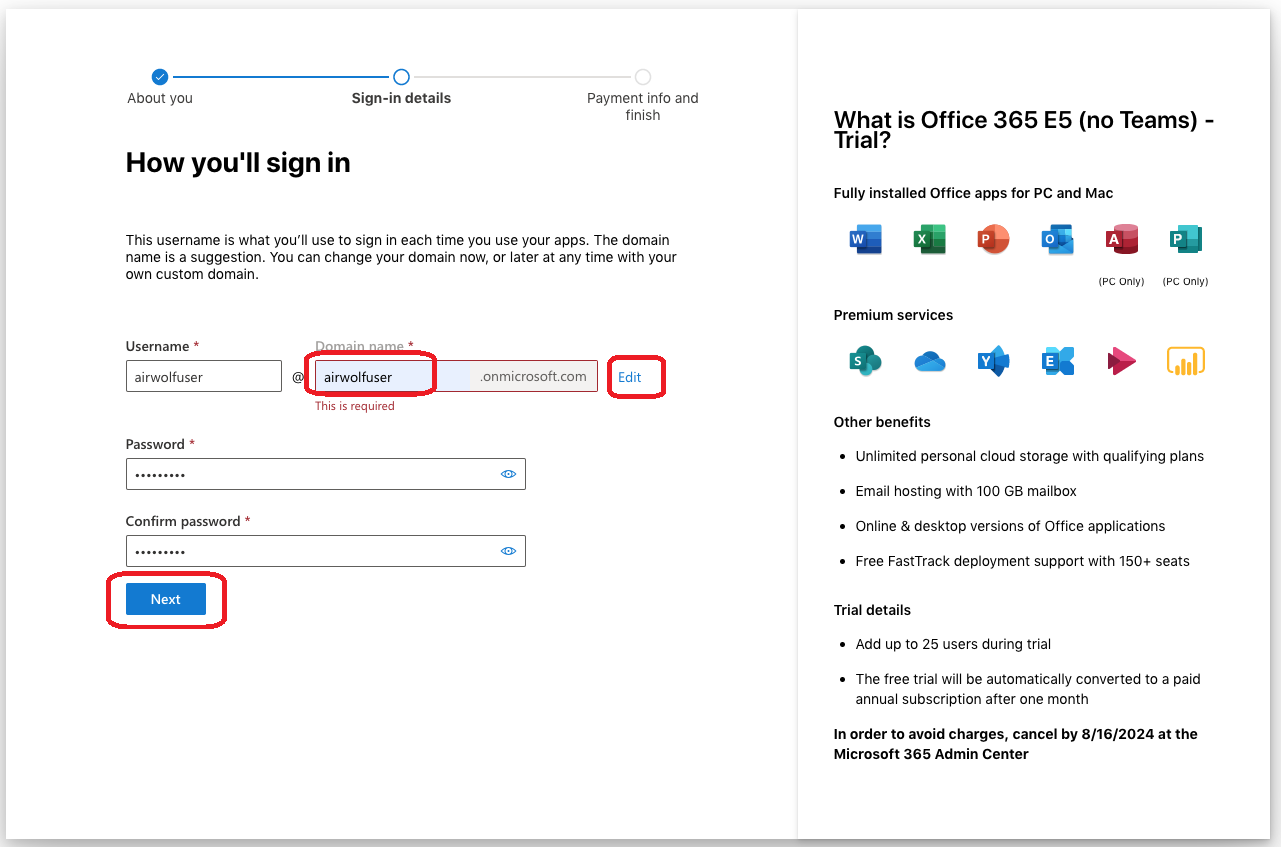 About you
Sign-in details
Payment info and
finish
How you'll sign in
This username is what you’ll use to sign in each time you use your apps. The domain
name is a suggestion. You can change your domain now, or later at any time with your
own custom domain.
Username *
Domain name *
airwolfuser
@
airwolfuser
.onmicrosoft.com
Edit
This is required
Password *
•••••••••
Confirm password *
•••••••••
Next
What is Office 365 E5 (no Teams) -
Trial?
Fully installed Office apps for PC and Mac
W
X
P
O
A
P
(PC Only)
(PC Only)
Premium services
S
Y
E
Other benefits
• Unlimited personal cloud storage with qualifying plans
• Email hosting with 100 GB mailbox
• Online & desktop versions of Office applications
• Free FastTrack deployment support with 150+ seats
Trial details
• Add up to 25 users during trial
• The free trial will be automatically converted to a paid
annual subscription after one month
In order to avoid charges, cancel by 8/16/2024 at the
Microsoft 365 Admin Center